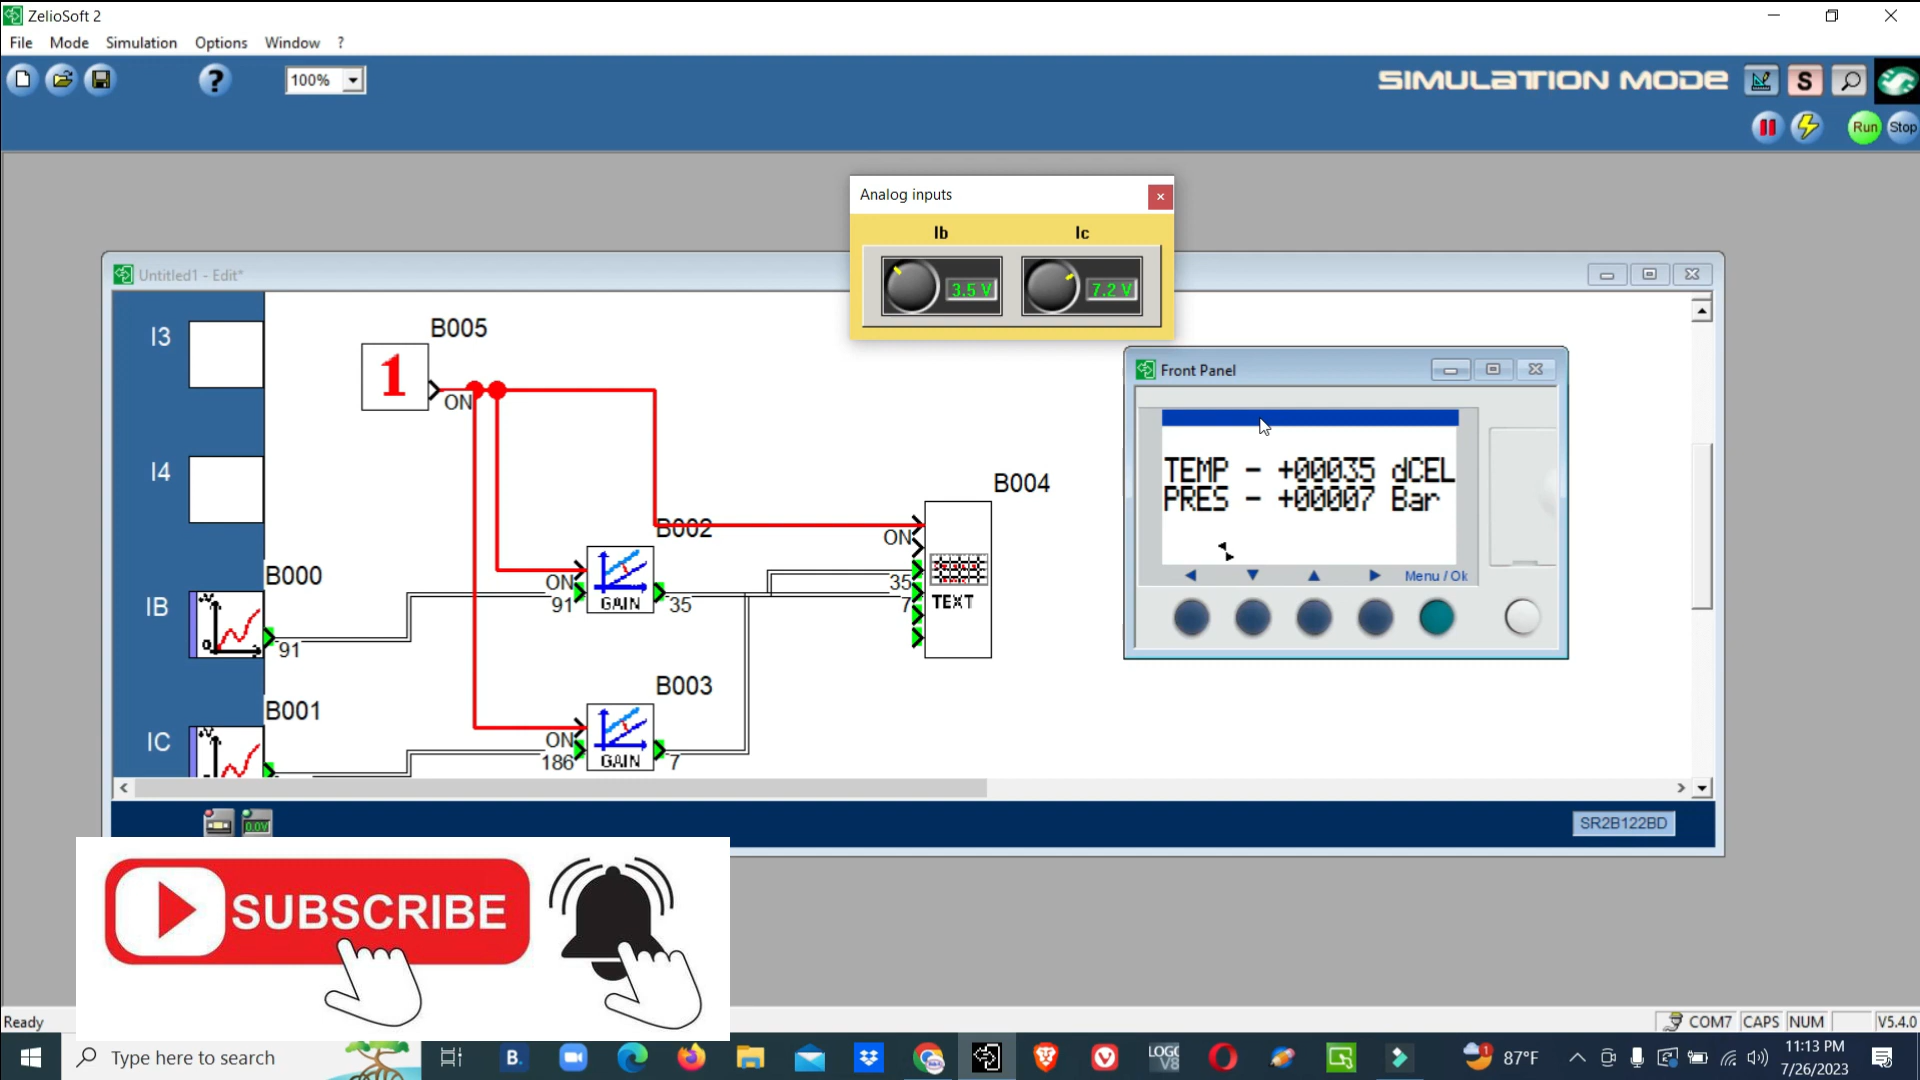 ZelioSoft 2
File Mode Simulation Options Window ?
100%
SIMULATION MODE
S
Run Stop
Analog inputs
Ib Ic
3.5 V 7.2 V
Untitled1 - Edit*
I3
B005
1
ON
Front Panel
TEMP - +00035 dCEL
PRES - +00007 Bar
Menu / Ok
I4
B004
B002
ON
ON
91
GAIN
35
35
7
TEXT
B000
IB
91
B003
ON
186
GAIN
7
B001
IC
0.0V
SR2B122BD
SUBSCRIBE
Ready
COM7 CAPS NUM V5.4.0
Type here to search
B.
LOGO V8
1
87°F
11:13 PM
7/26/2023